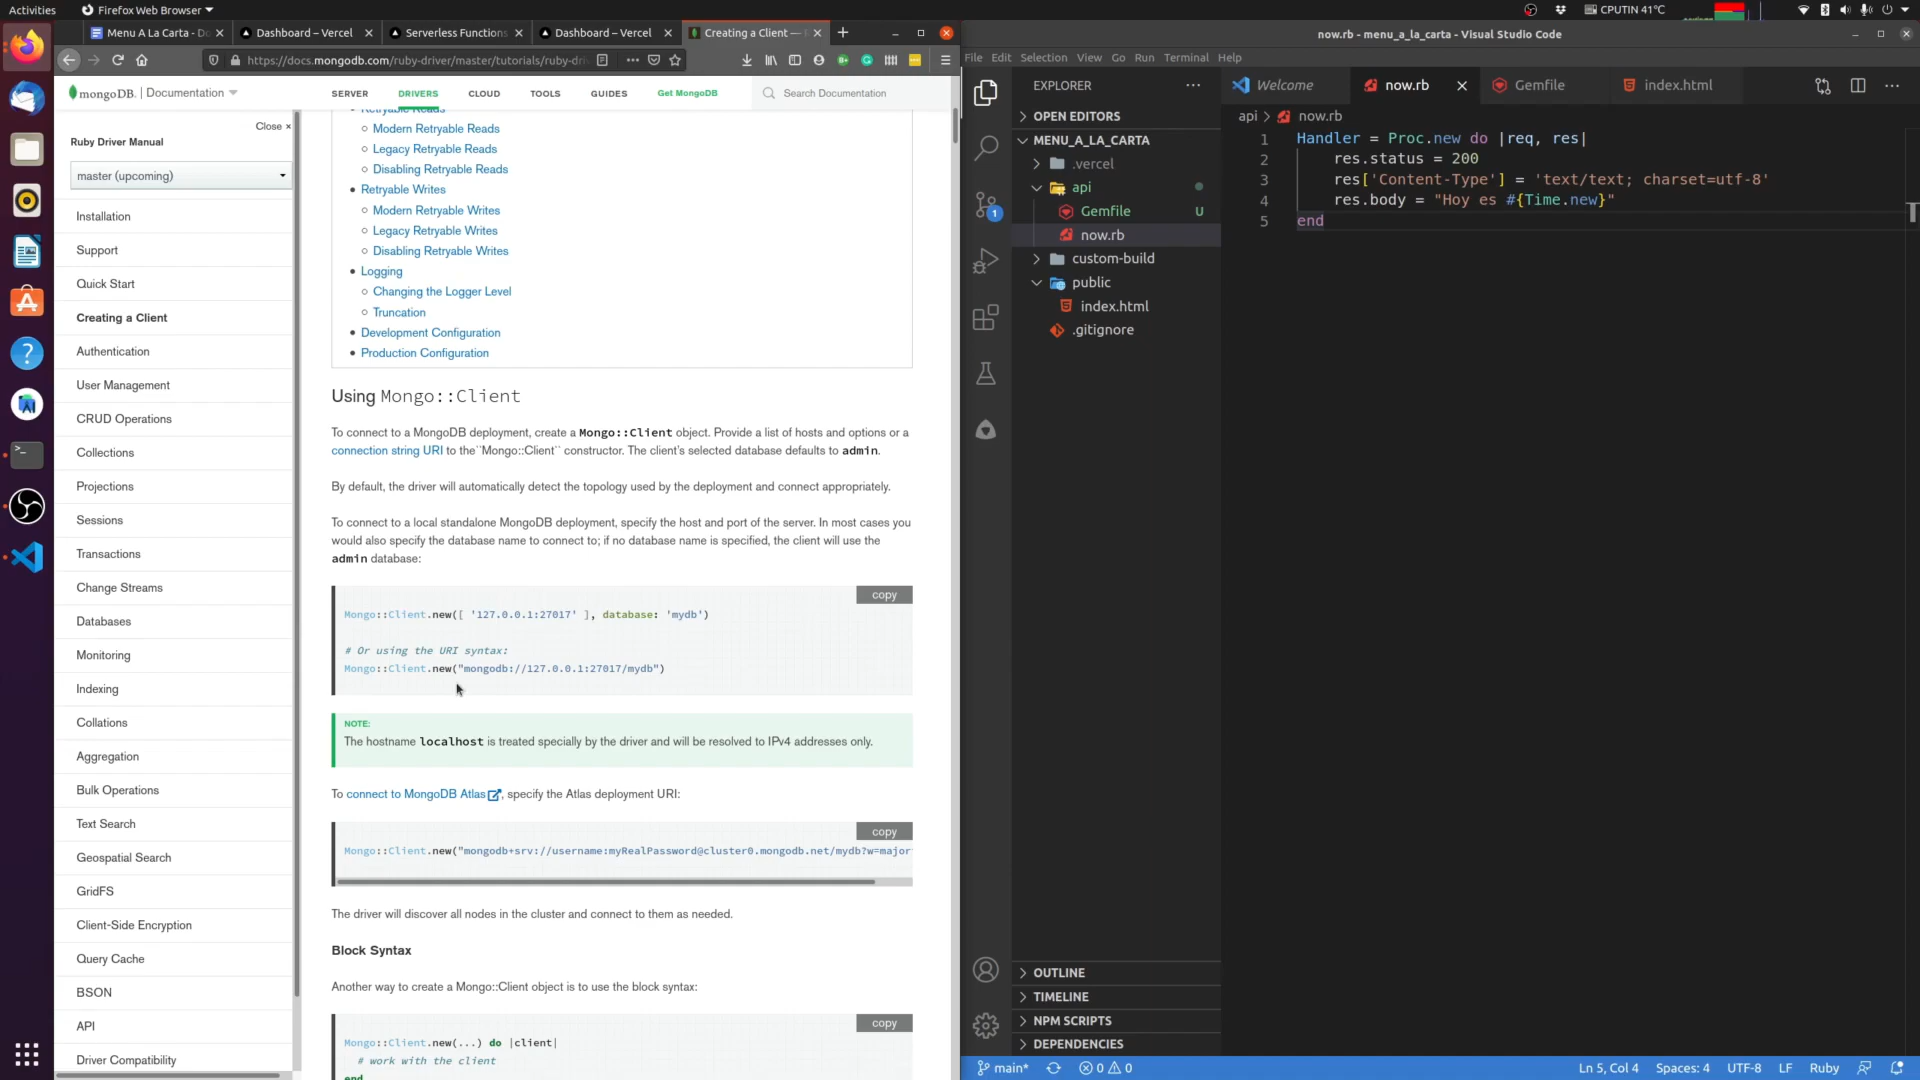 Activities
Firefox Web Browser
CPUTIN 41°C
Menu A La Carta - Do
Dashboard – Vercel
Serverless Functions
Dashboard – Vercel
Creating a Client —
https://docs.mongodb.com/ruby-driver/master/tutorials/ruby-driv
mongoDB. | Documentation
SERVER
DRIVERS
CLOUD
TOOLS
GUIDES
Get MongoDB
Search Documentation
Close ×
Ruby Driver Manual
master (upcoming)
Installation
Support
Quick Start
Creating a Client
Authentication
User Management
CRUD Operations
Collections
Projections
Sessions
Transactions
Change Streams
Databases
Monitoring
Indexing
Collations
Aggregation
Bulk Operations
Text Search
Geospatial Search
GridFS
Client-Side Encryption
Query Cache
BSON
API
Driver Compatibility
Retryable Reads
Modern Retryable Reads
Legacy Retryable Reads
Disabling Retryable Reads
Retryable Writes
Modern Retryable Writes
Legacy Retryable Writes
Disabling Retryable Writes
Logging
Changing the Logger Level
Truncation
Development Configuration
Production Configuration
Using Mongo::Client
To connect to a MongoDB deployment, create a Mongo::Client object. Provide a list of hosts and options or a
connection string URI to the``Mongo::Client`` constructor. The client's selected database defaults to admin.
By default, the driver will automatically detect the topology used by the deployment and connect appropriately.
To connect to a local standalone MongoDB deployment, specify the host and port of the server. In most cases you
would also specify the database name to connect to; if no database name is specified, the client will use the
admin database:
copy
Mongo::Client.new([ '127.0.0.1:27017' ], database: 'mydb')
# Or using the URI syntax:
Mongo::Client.new("mongodb://127.0.0.1:27017/mydb")
NOTE:
The hostname localhost is treated specially by the driver and will be resolved to IPv4 addresses only.
To connect to MongoDB Atlas, specify the Atlas deployment URI:
copy
Mongo::Client.new("mongodb+srv://username:myRealPassword@cluster0.mongodb.net/mydb?w=major
The driver will discover all nodes in the cluster and connect to them as needed.
Block Syntax
Another way to create a Mongo::Client object is to use the block syntax:
copy
Mongo::Client.new(...) do |client|
# work with the client
end
now.rb - menu_a_la_carta - Visual Studio Code
File Edit Selection View Go Run Terminal Help
EXPLORER
OPEN EDITORS
MENU_A_LA_CARTA
.vercel
api
Gemfile U
now.rb
custom-build
public
index.html
.gitignore
OUTLINE
TIMELINE
NPM SCRIPTS
DEPENDENCIES
1
Welcome
now.rb
Gemfile
index.html
api > now.rb
1 Handler = Proc.new do |req, res|
2 res.status = 200
3 res['Content-Type'] = 'text/text; charset=utf-8'
4 res.body = "Hoy es #{Time.new}"
5 end
main*
0 0
Ln 5, Col 4
Spaces: 4
UTF-8
LF
Ruby